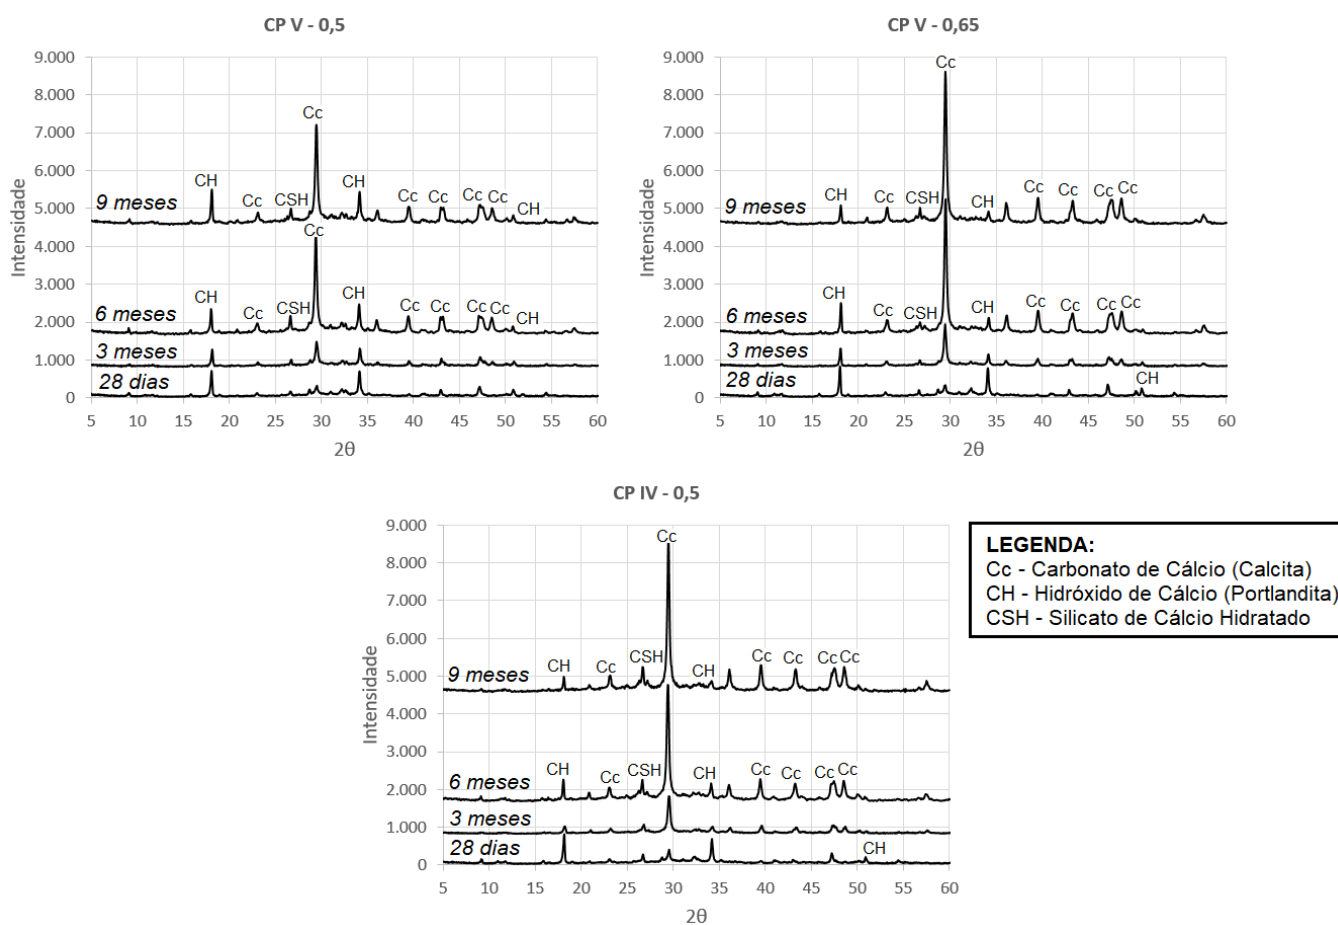 CP V - 0,5
9.000
8.000
7.000
6.000
5.000
4.000
3.000
2.000
1.000
0
Intensidade
Cc
CH
Cc
CSH
CH
Cc
Cc
Cc
Cc
CH
9 meses
Cc
CH
Cc
CSH
CH
Cc
Cc
Cc
Cc
CH
6 meses
3 meses
28 dias
5 10 15 20 25 30 35 40 45 50 55 60
2θ
CP V - 0,65
9.000
8.000
7.000
6.000
5.000
4.000
3.000
2.000
1.000
0
Intensidade
Cc
CH
Cc
CSH
CH
Cc
Cc
Cc
Cc
9 meses
CH
Cc
CSH
CH
Cc
Cc
Cc
Cc
6 meses
3 meses
28 dias
CH
5 10 15 20 25 30 35 40 45 50 55 60
2θ
CP IV - 0,5
9.000
8.000
7.000
6.000
5.000
4.000
3.000
2.000
1.000
0
Intensidade
Cc
CH
Cc
CSH
CH
Cc
Cc
Cc
Cc
9 meses
CH
Cc
CSH
CH
Cc
Cc
Cc
Cc
6 meses
3 meses
28 dias
CH
5 10 15 20 25 30 35 40 45 50 55 60
2θ
LEGENDA:
Cc - Carbonato de Cálcio (Calcita)
CH - Hidróxido de Cálcio (Portlandita)
CSH - Silicato de Cálcio Hidratado